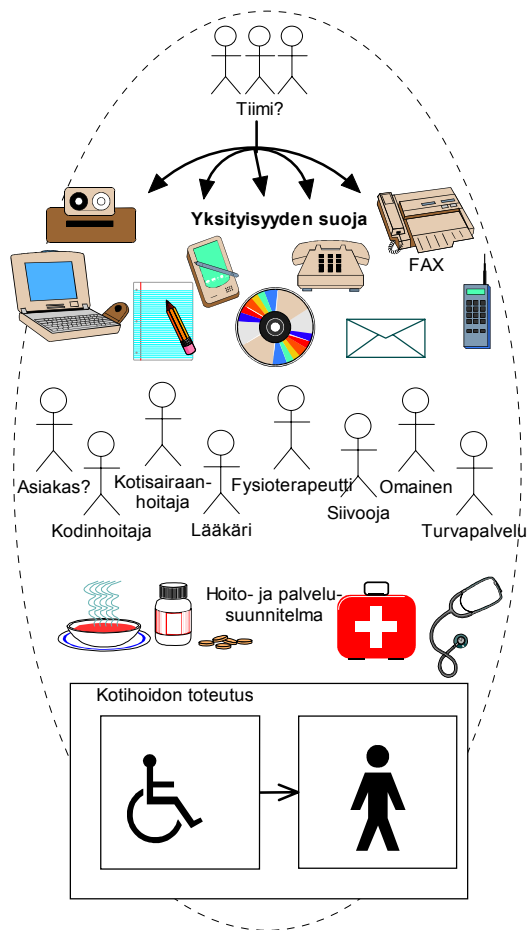 Tiimi?
Yksityisyyden suoja
FAX
Asiakas?
Kodinhoitaja
Kotisairaan-
hoitaja
Lääkäri
Fysioterapeutti
Siivooja
Omainen
Turvapalvelu
Hoito- ja palvelu-
suunnitelma
Kotihoidon toteutus